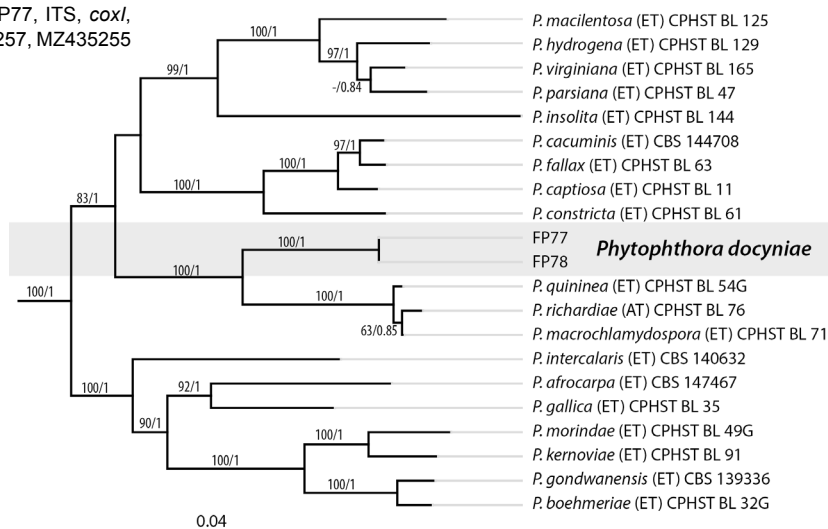 P77, ITS, coxI,
257, MZ435255
100/1
P. macilentosa (ET) CPHST BL 125
97/1
P. hydrogena (ET) CPHST BL 129
99/1
P. virginiana (ET) CPHST BL 165
-/0.84
P. parsiana (ET) CPHST BL 47
P. insolita (ET) CPHST BL 144
97/1
P. cacuminis (ET) CBS 144708
100/1
P. fallax (ET) CPHST BL 63
100/1
P. captiosa (ET) CPHST BL 11
83/1
P. constricta (ET) CPHST BL 61
100/1
FP77
Phytophthora docyniae
100/1
FP78
100/1
P. quininea (ET) CPHST BL 54G
100/1
P. richardiae (AT) CPHST BL 76
63/0.85
P. macrochlamydospora (ET) CPHST BL 71
P. intercalaris (ET) CBS 140632
100/1
92/1
P. afrocarpa (ET) CBS 147467
P. gallica (ET) CPHST BL 35
90/1
100/1
P. morindae (ET) CPHST BL 49G
100/1
P. kernoviae (ET) CPHST BL 91
100/1
P. gondwanensis (ET) CBS 139336
P. boehmeriae (ET) CPHST BL 32G
0.04